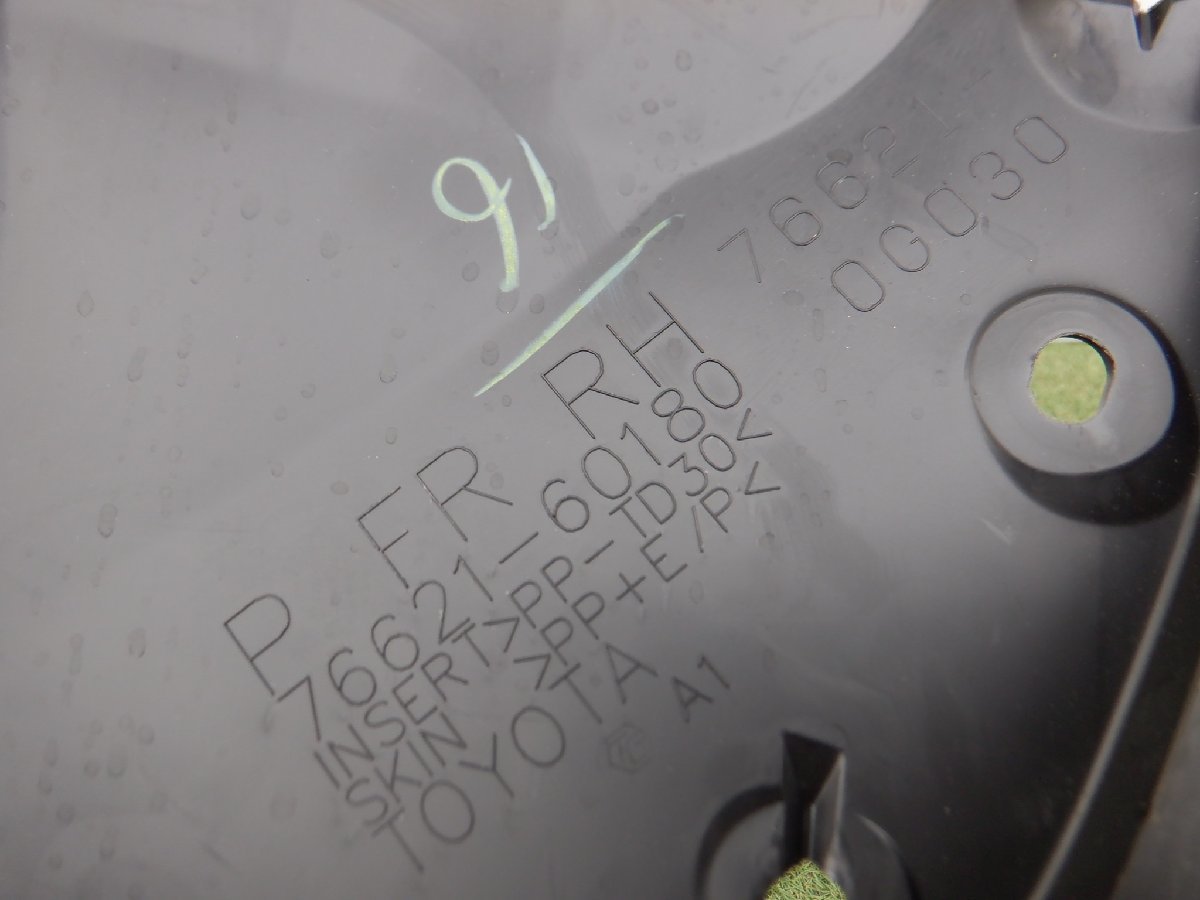 91
76621-
0G030
P FR RH
76621-60180
INSERT>PP-TD30<
SKIN >PP+E/P<
TOYOTA A1